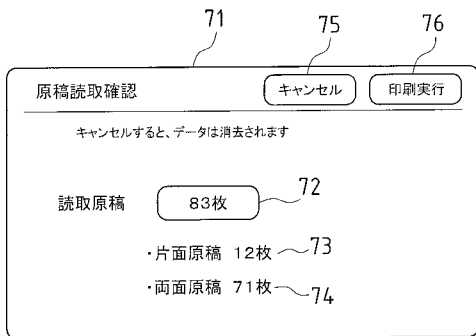 71
75
76
原稿読取確認
キャンセル
印刷実行
キャンセルすると、データは消去されます
読取原稿
83枚
72
・片面原稿 12枚
73
・両面原稿 71枚
74